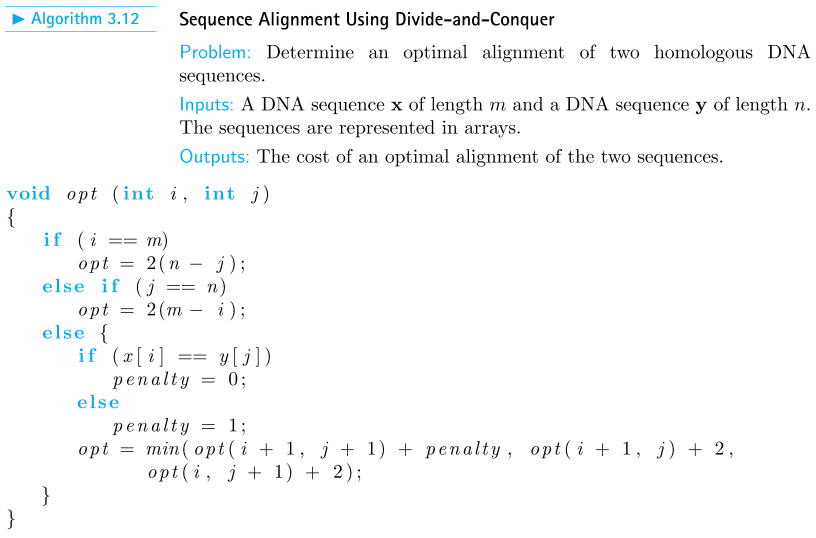 ▶ Algorithm 3.12 Sequence Alignment Using Divide-and-Conquer
Problem: Determine an optimal alignment of two homologous DNA
sequences.
Inputs: A DNA sequence x of length m and a DNA sequence y of length n.
The sequences are represented in arrays.
Outputs: The cost of an optimal alignment of the two sequences.
void opt (int i, int j)
{
    if (i == m)
        opt = 2(n − j);
    else if (j == n)
        opt = 2(m − i);
    else {
        if (x[i] == y[j])
            penalty = 0;
        else
            penalty = 1;
        opt = min(opt(i + 1, j + 1) + penalty, opt(i + 1, j) + 2,
                opt(i, j + 1) + 2);
    }
}